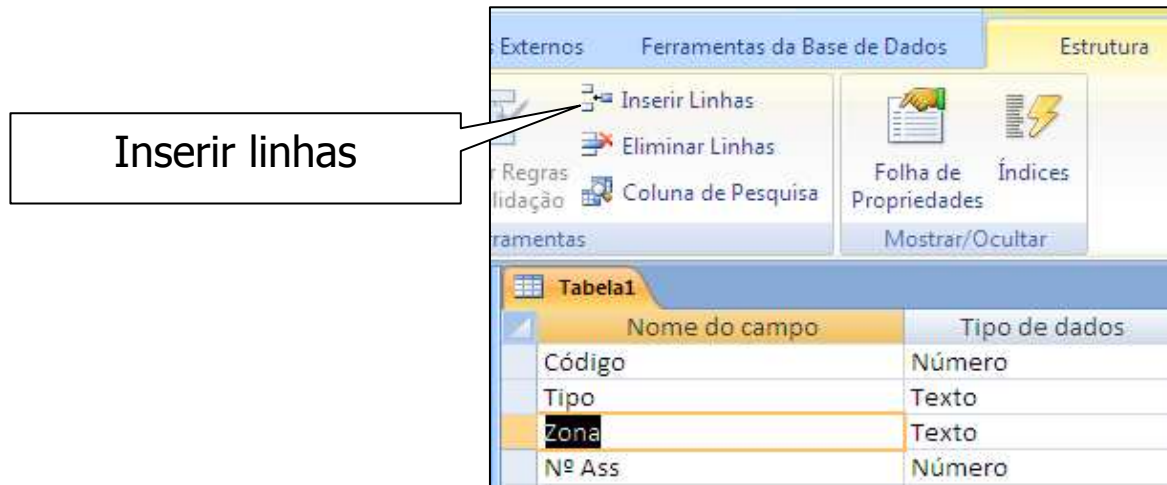 Inserir linhas
s Externos Ferramentas da Base de Dados Estrutura
Inserir Linhas
Eliminar Linhas
r Regras
lidação
Coluna de Pesquisa
Folha de
Propriedades
Índices
ramentas
Mostrar/Ocultar
Tabela1
Nome do campo Tipo de dados
Código Número
Tipo Texto
Zona Texto
Nº Ass Número